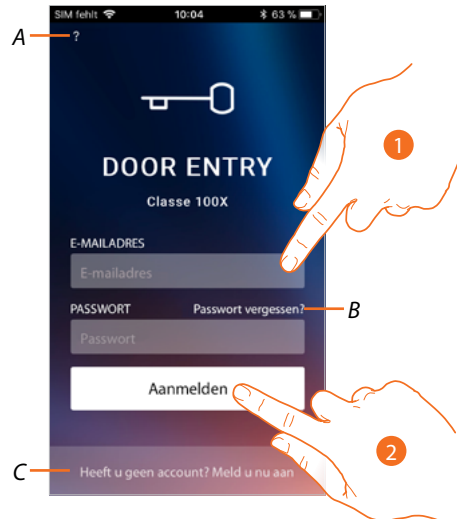 SIM fehlt 10:04 63 %
A ?
DOOR ENTRY
Classe 100X
1
E-MAILADRES
E-mailadres
PASSWORT Passwort vergessen? B
Passwort
Aanmelden
2
C Heeft u geen account? Meld u nu aan